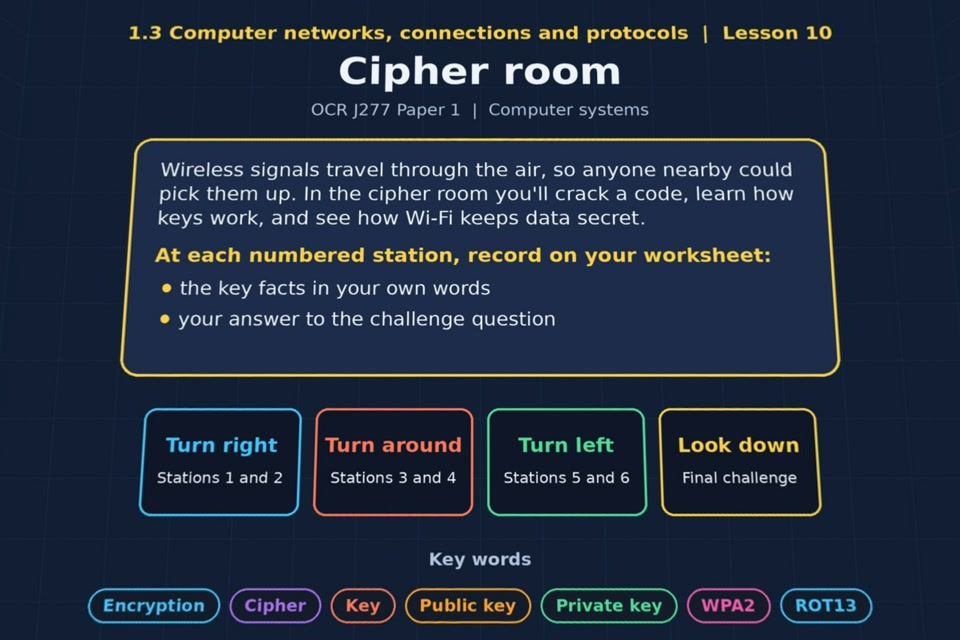 1.3 Computer networks, connections and protocols | Lesson 10
Cipher room
OCR J277 Paper 1 | Computer systems
Wireless signals travel through the air, so anyone nearby could
pick them up. In the cipher room you'll crack a code, learn how
keys work, and see how Wi-Fi keeps data secret.
At each numbered station, record on your worksheet:
• the key facts in your own words
• your answer to the challenge question
Turn right
Stations 1 and 2
Turn around
Stations 3 and 4
Turn left
Stations 5 and 6
Look down
Final challenge
Key words
Encryption Cipher Key Public key Private key WPA2 ROT13